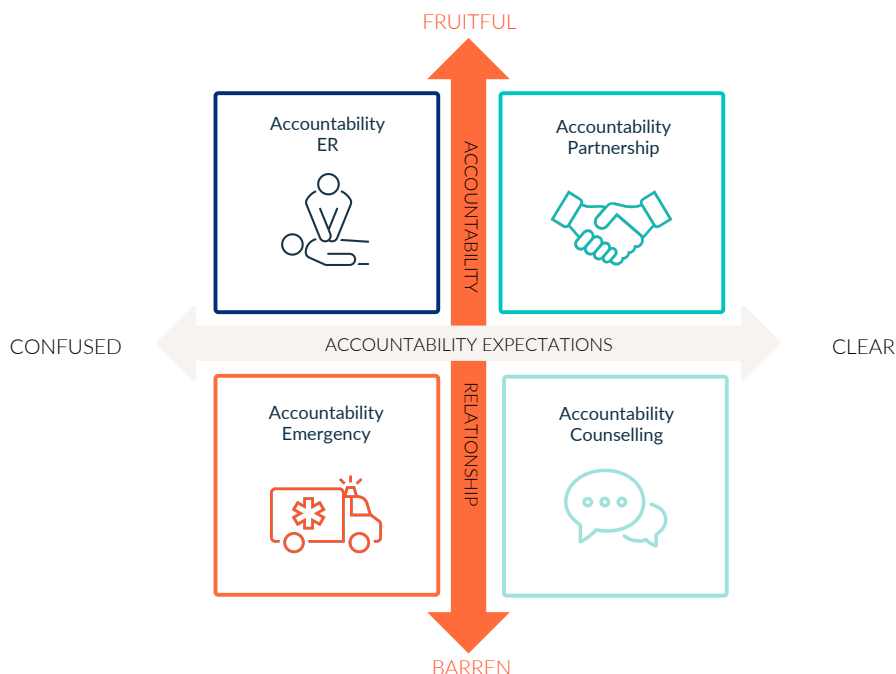 FRUITFUL
Accountability
ER
Accountability
Partnership
ACCOUNTABILITY
CONFUSED
ACCOUNTABILITY EXPECTATIONS
CLEAR
RELATIONSHIP
Accountability
Emergency
Accountability
Counselling
BARREN